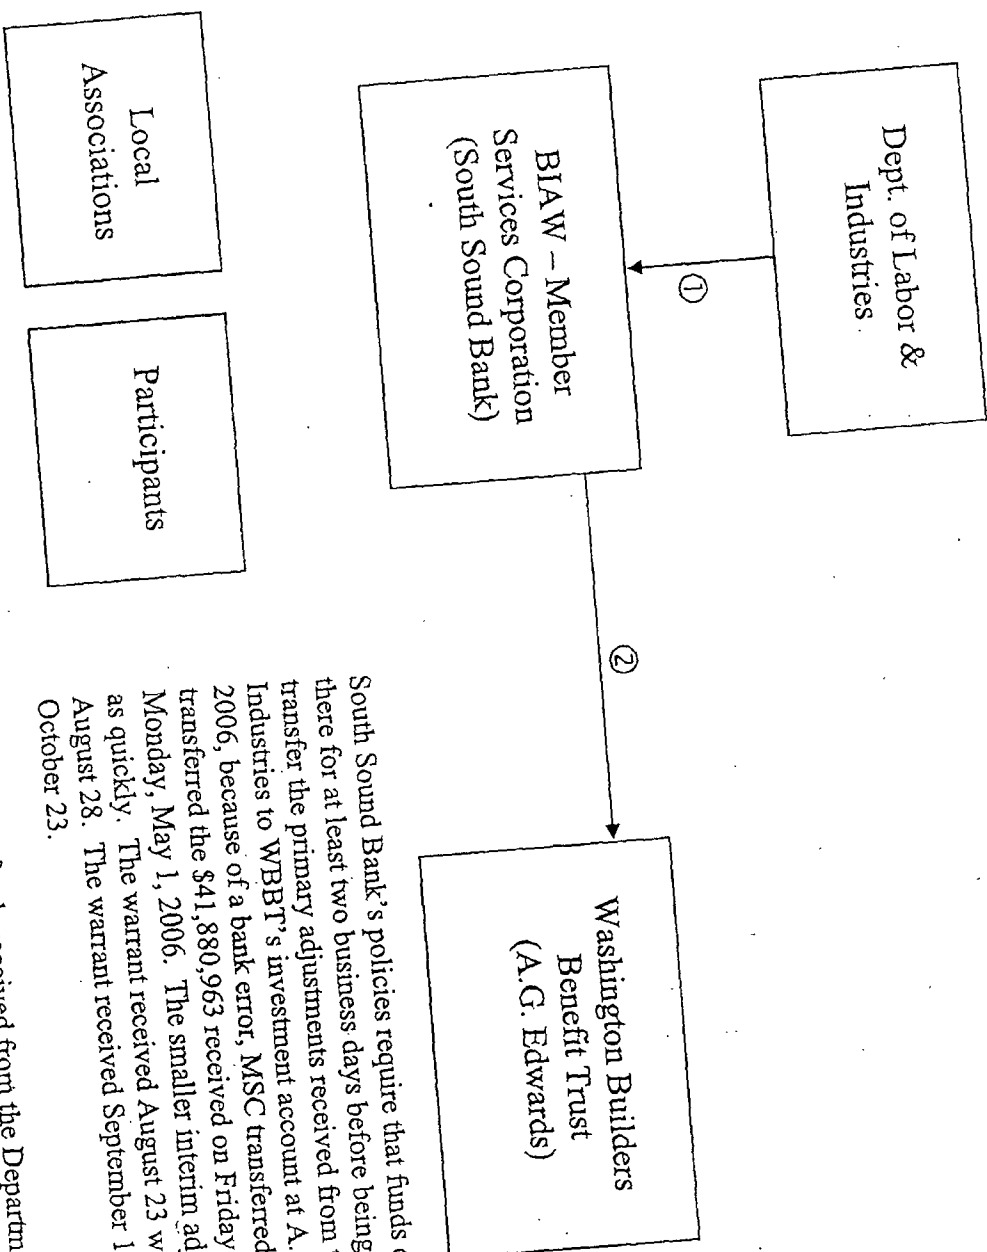 Dept. of Labor &
Industries
①
BIAW – Member
Services Corporation
(South Sound Bank)
②
Washington Builders
Benefit Trust
(A.G. Edwards)
Local
Associations
Participants
South Sound Bank's policies require that funds
there for at least two business days before being
transfer the primary adjustments received from
Industries to WBBT's investment account at A.
2006, because of a bank error, MSC transferred
transferred the $41,880,963 received on Friday
Monday, May 1, 2006. The smaller interim
as quickly. The warrant received August 23
August 28. The warrant received September
October 23.
received from the